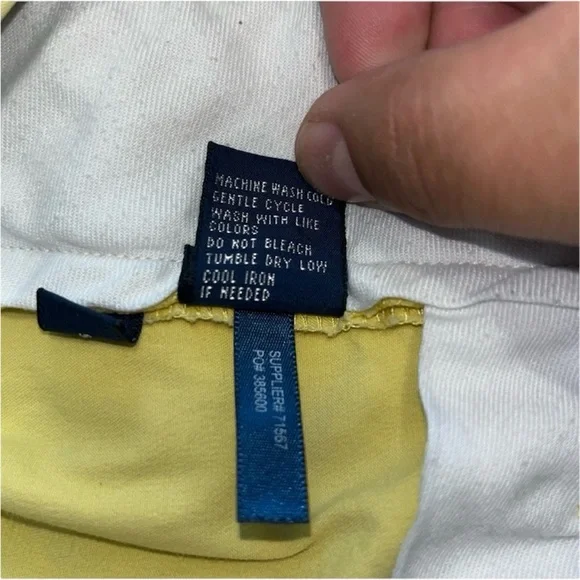 MACHINE WASH COLD
GENTLE CYCLE
WASH WITH LIKE
COLORS
DO NOT BLEACH
TUMBLE DRY LOW
COOL IRON
IF NEEDED
SUPPLIER# 71567
PO# 385600